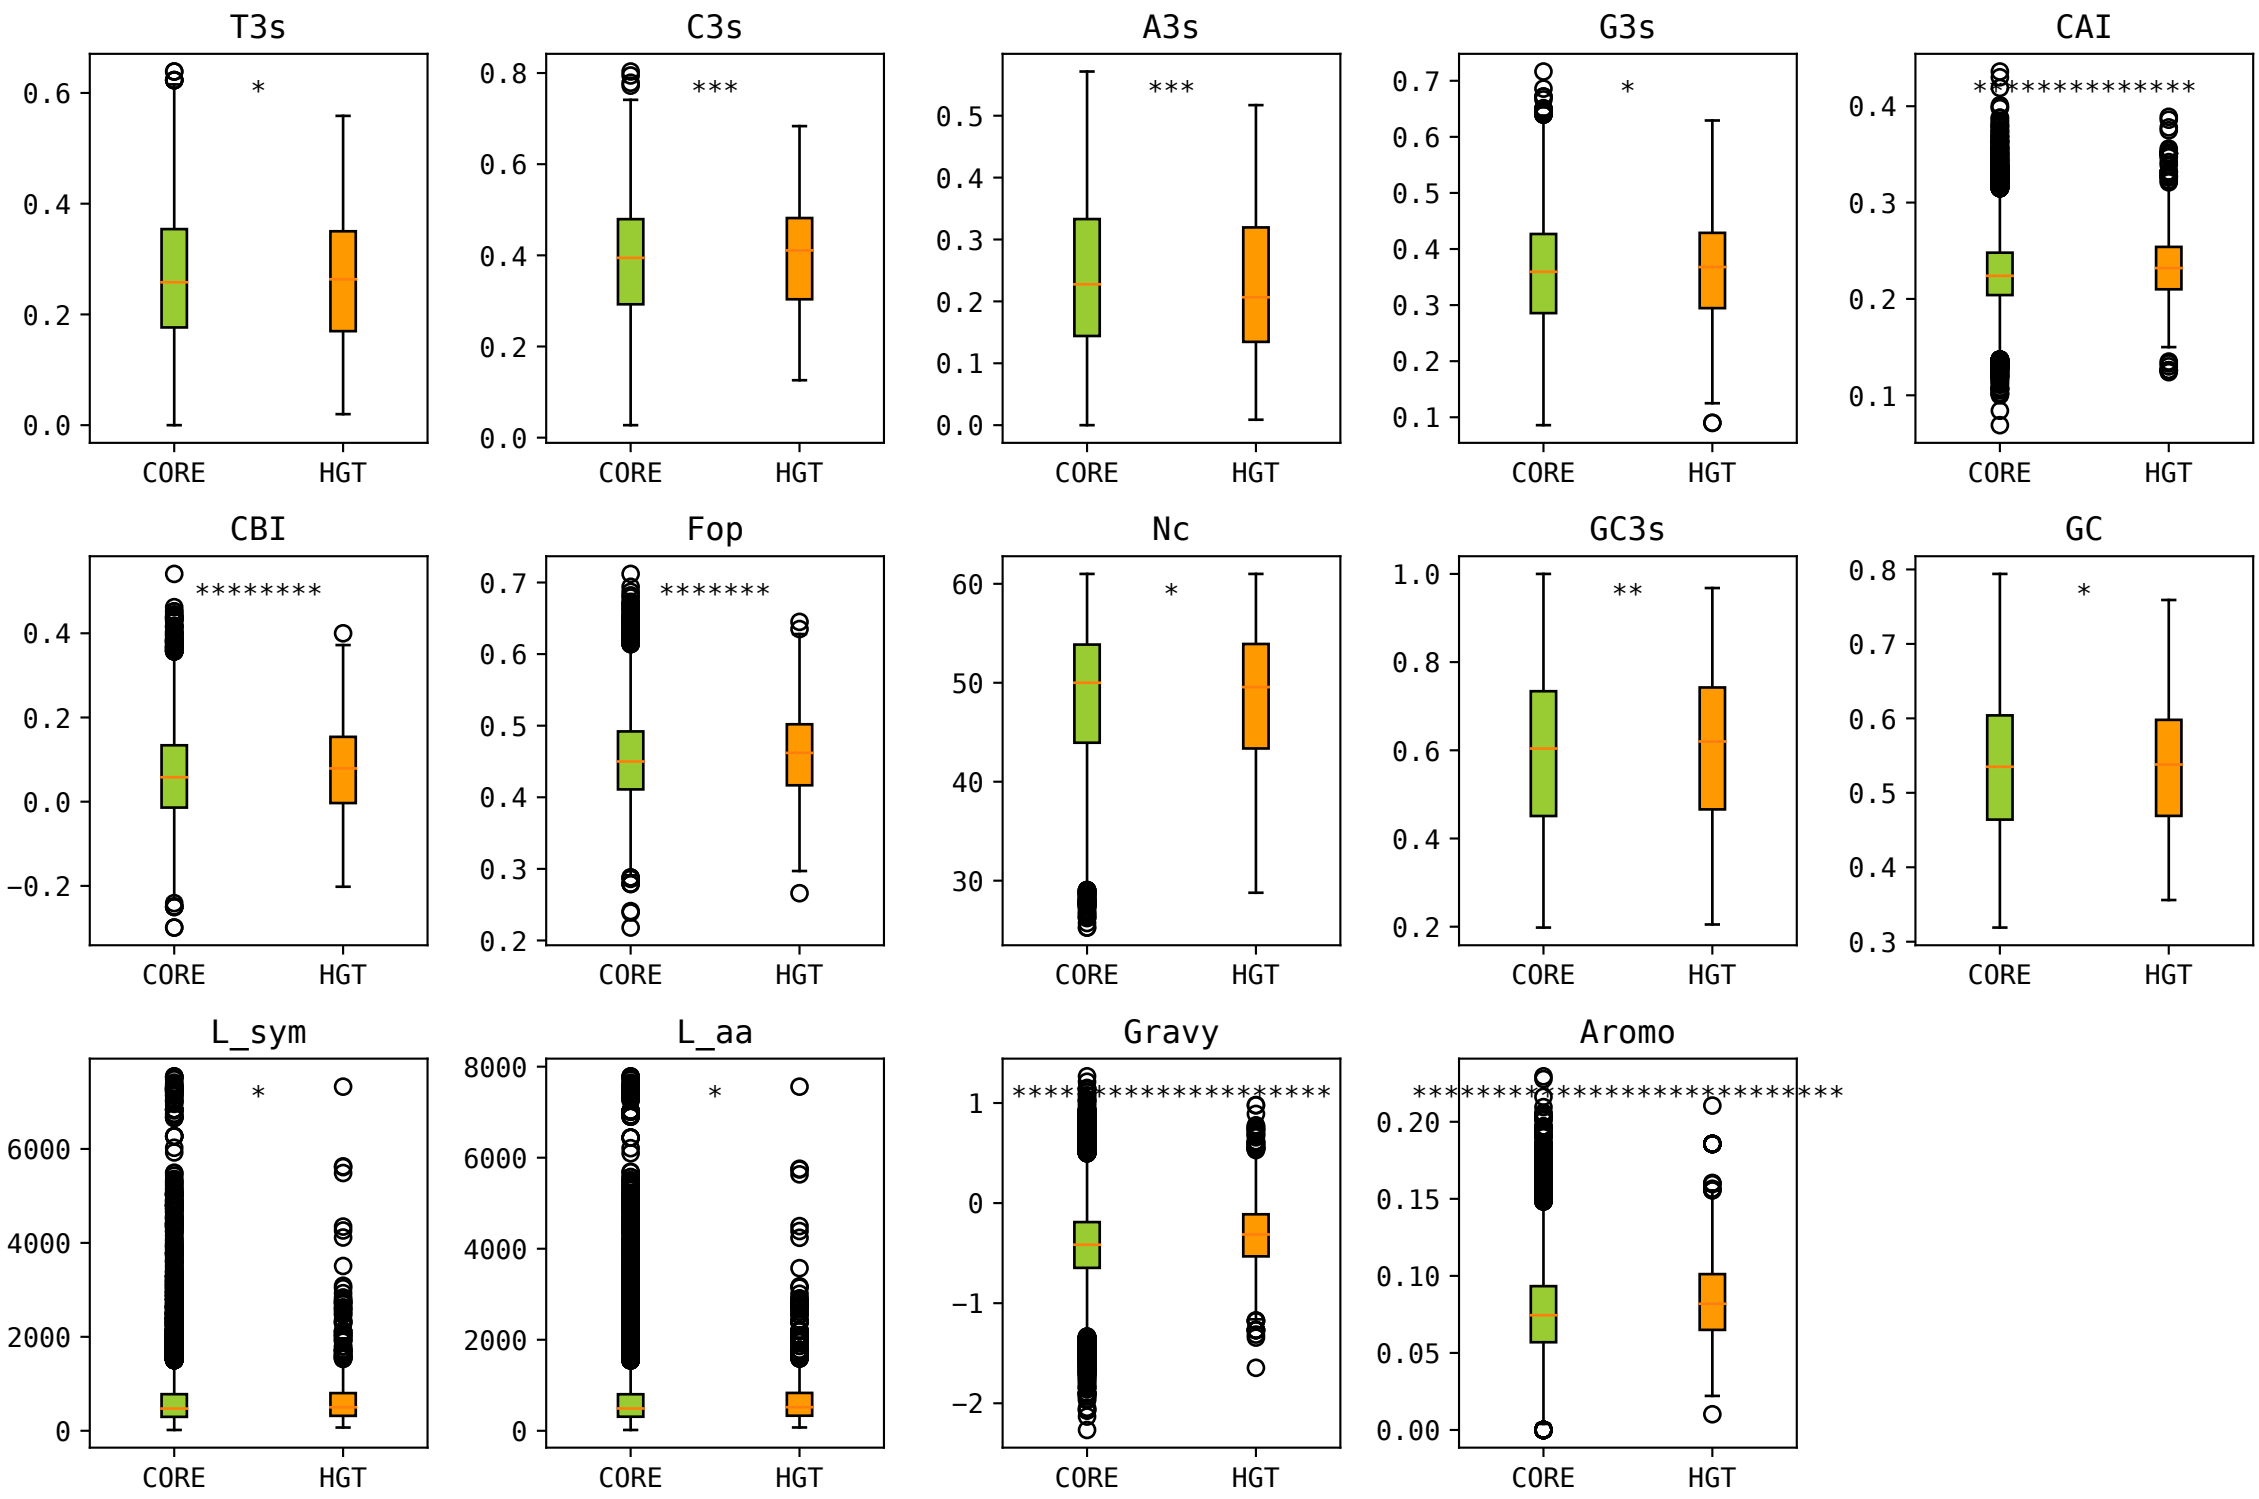 T3s
0.6
0.4
0.2
0.0
*
CORE HGT
C3s
0.8
0.6
0.4
0.2
0.0
***
CORE HGT
A3s
0.5
0.4
0.3
0.2
0.1
0.0
***
CORE HGT
G3s
0.7
0.6
0.5
0.4
0.3
0.2
0.1
*
CORE HGT
CAI
0.4
0.3
0.2
0.1
**************
CORE HGT
CBI
0.4
0.2
0.0
−0.2
********
CORE HGT
Fop
0.7
0.6
0.5
0.4
0.3
0.2
*******
CORE HGT
Nc
60
50
40
30
*
CORE HGT
GC3s
1.0
0.8
0.6
0.4
0.2
**
CORE HGT
GC
0.8
0.7
0.6
0.5
0.4
0.3
*
CORE HGT
L_sym
6000
4000
2000
0
*
CORE HGT
L_aa
8000
6000
4000
2000
0
*
CORE HGT
Gravy
1
0
−1
−2
********************
CORE HGT
Aromo
0.20
0.15
0.10
0.05
0.00
***************************
CORE HGT